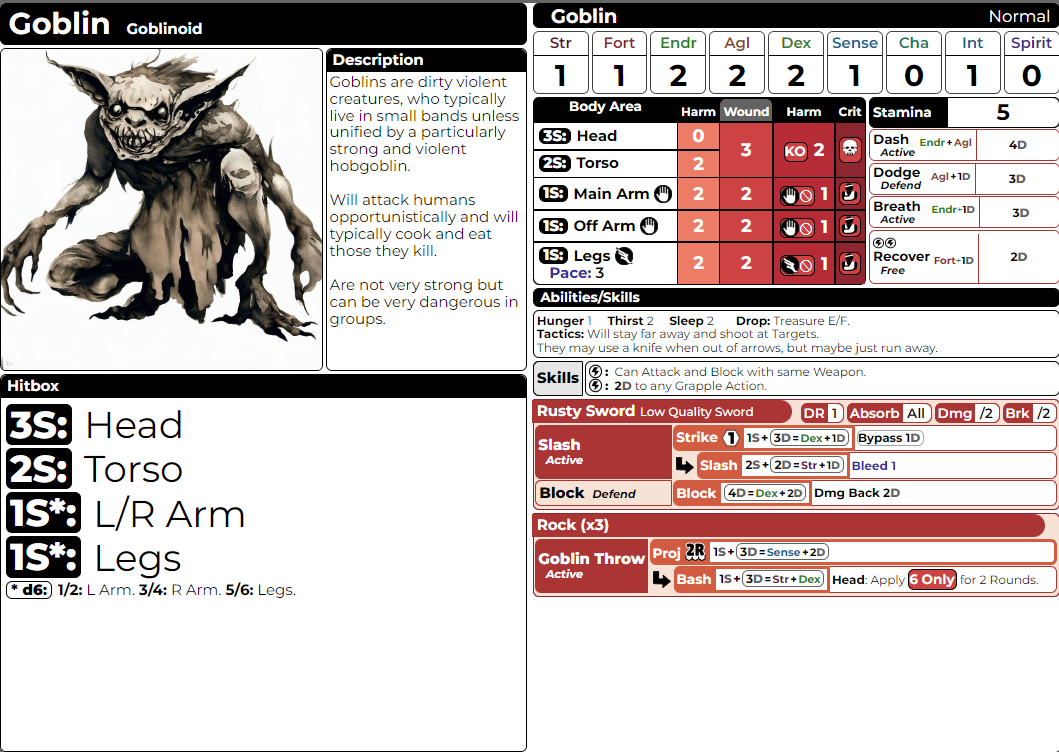 Goblin Goblinoid
Description
Goblins are dirty violent
creatures, who typically
live in small bands unless
unified by a particularly
strong and violent
hobgoblin.
Will attack humans
opportunistically and will
typically cook and eat
those they kill.
Are not very strong but
can be very dangerous in
groups.
Hitbox
3S: Head
2S: Torso
1S*: L/R Arm
1S*: Legs
* d6: 1/2: L Arm. 3/4: R Arm. 5/6: Legs.
Goblin Normal
Str Fort Endr Agl Dex Sense Cha Int Spirit
1 1 2 2 2 1 0 1 0
Body Area Harm Wound Harm Crit
3S: Head 0
2S: Torso 2
3 KO 2
1S: Main Arm 2 2 1
1S: Off Arm 2 2 1
1S: Legs 2 2 1
Pace: 3
Stamina 5
Dash Endr+Agl 4D
Active
Dodge Agl+1D 3D
Defend
Breath Endr+1D 3D
Active
Recover Fort+1D 2D
Free
Abilities/Skills
Hunger 1 Thirst 2 Sleep 2 Drop: Treasure E/F.
Tactics: Will stay far away and shoot at Targets.
They may use a knife when out of arrows, but maybe just run away.
Skills
: Can Attack and Block with same Weapon.
: 2D to any Grapple Action.
Rusty Sword Low Quality Sword DR 1 Absorb All Dmg /2 Brk /2
Slash
Active
Strike 1 1S+ 3D=Dex+1D Bypass 1D
Slash 2S+ 2D=Str+1D Bleed 1
Block Defend Block 4D=Dex+2D Dmg Back 2D
Rock (x3)
Goblin Throw
Active
Proj 2R 1S+ 3D=Sense+2D
Bash 1S+ 3D=Str+Dex Head: Apply 6 Only for 2 Rounds.